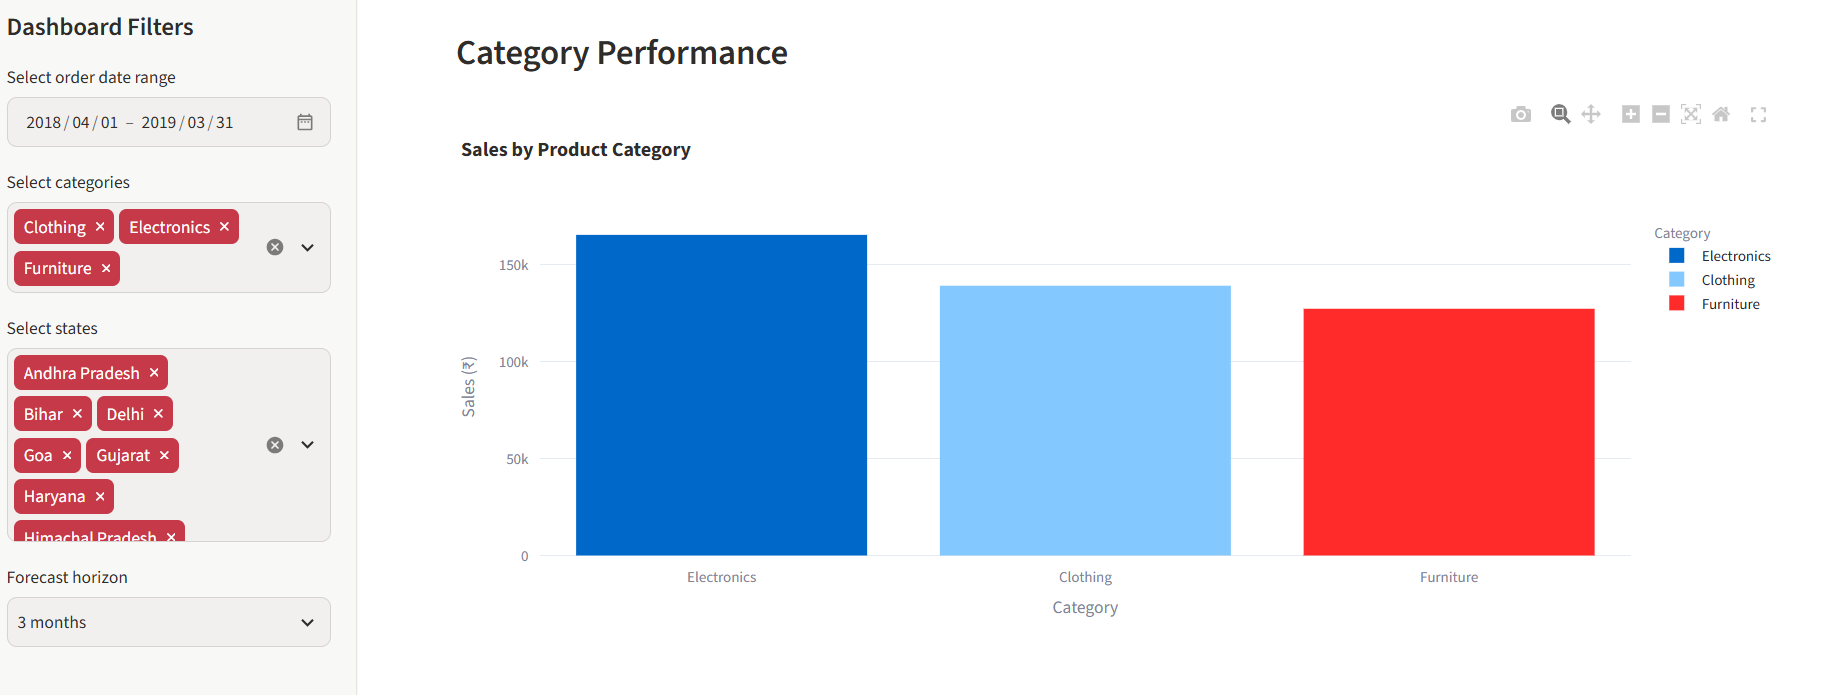 Dashboard Filters
Select order date range
2018/04/01 – 2019/03/31
Select categories
Clothing × Electronics ×
Furniture ×
Select states
Andhra Pradesh ×
Bihar × Delhi ×
Goa × Gujarat ×
Haryana ×
Himachal Pradesh ×
Forecast horizon
3 months
Category Performance
Sales by Product Category
Sales (₹)
150k
100k
50k
0
Electronics
Clothing
Furniture
Category
Category
Electronics
Clothing
Furniture